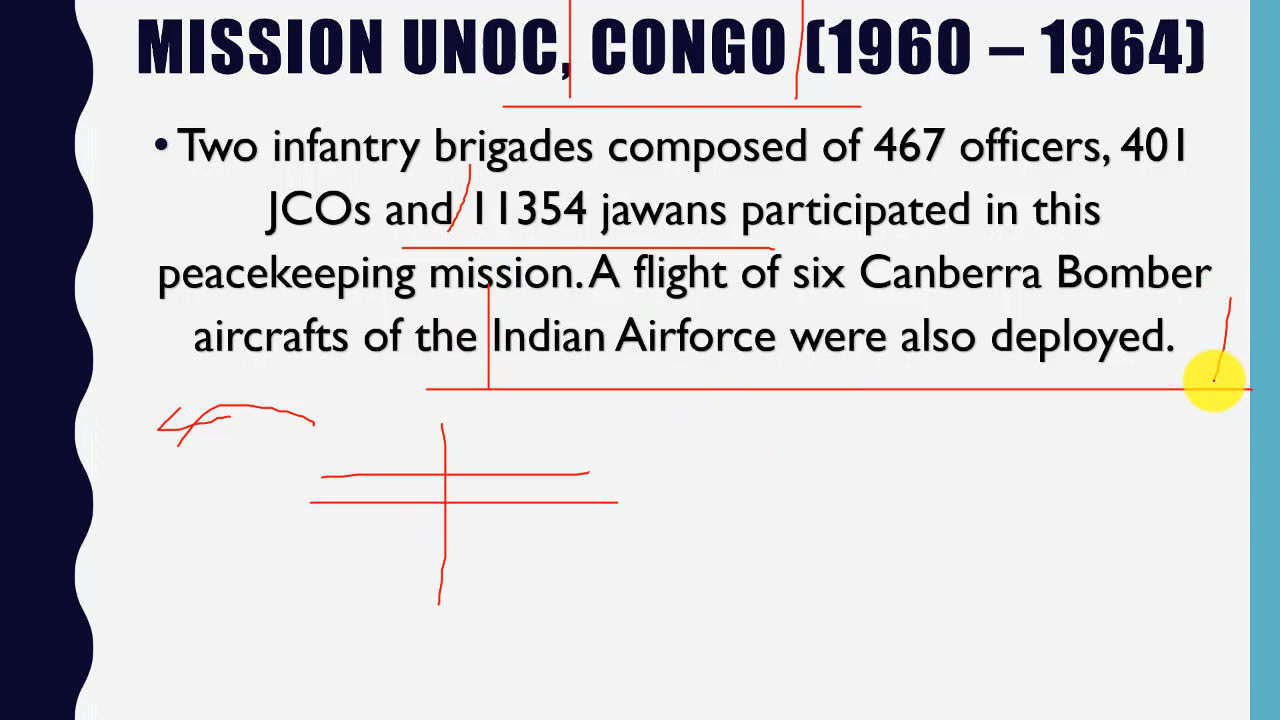 MISSION UNOC, CONGO (1960 – 1964)
• Two infantry brigades composed of 467 officers, 401
JCOs and 11354 jawans participated in this
peacekeeping mission. A flight of six Canberra Bomber
aircrafts of the Indian Airforce were also deployed.